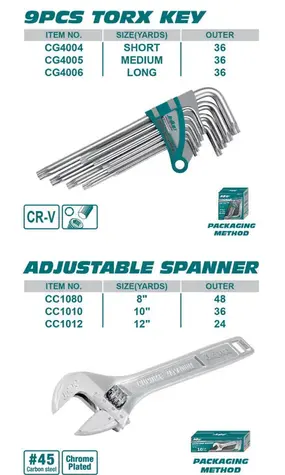 9PCS TORX KEY
ITEM NO. SIZE(YARDS) OUTER
CG4004 SHORT 36
CG4005 MEDIUM 36
CG4006 LONG 36
CR-V
PACKAGING
METHOD
ADJUSTABLE SPANNER
ITEM NO. SIZE(YARDS) OUTER
CC1080 8" 48
CC1010 10" 36
CC1012 12" 24
#45
Carbon steel
Chrome
Plated
PACKAGING
METHOD